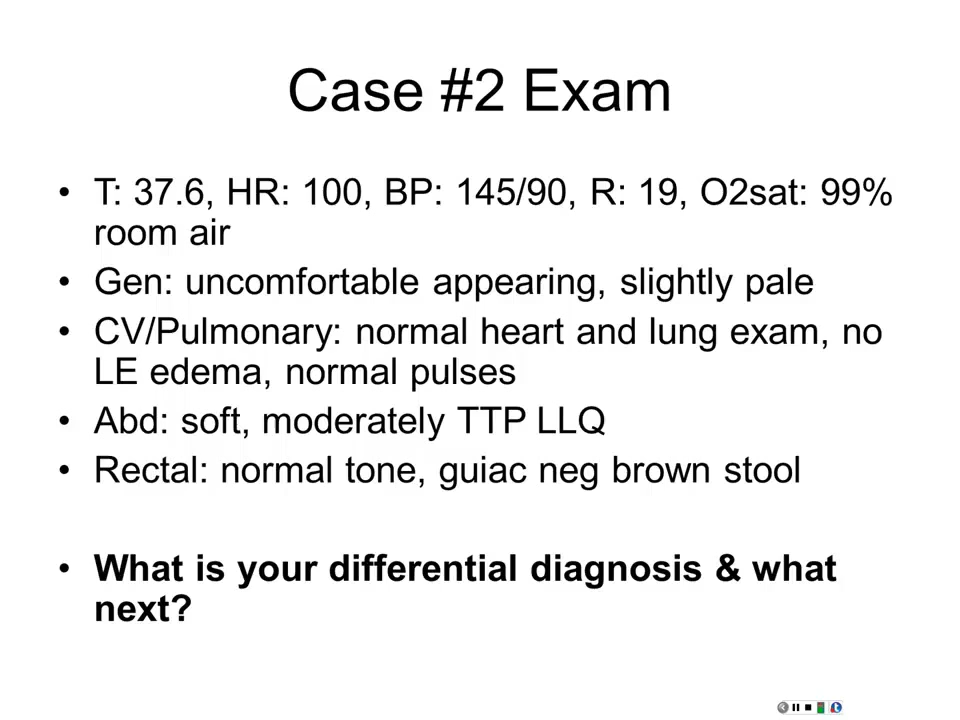 Case #2 Exam
• T: 37.6, HR: 100, BP: 145/90, R: 19, O2sat: 99%
room air
• Gen: uncomfortable appearing, slightly pale
• CV/Pulmonary: normal heart and lung exam, no
LE edema, normal pulses
• Abd: soft, moderately TTP LLQ
• Rectal: normal tone, guiac neg brown stool
• What is your differential diagnosis & what
next?